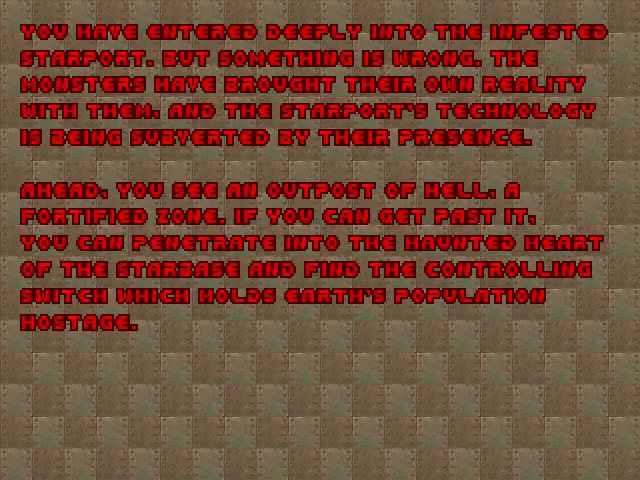 YOU HAVE ENTERED DEEPLY INTO THE INFESTED
STARPORT. BUT SOMETHING IS WRONG. THE
MONSTERS HAVE BROUGHT THEIR OWN REALITY
WITH THEM, AND THE STARPORT'S TECHNOLOGY
IS BEING SUBVERTED BY THEIR PRESENCE.

AHEAD, YOU SEE AN OUTPOST OF HELL, A
FORTIFIED ZONE. IF YOU CAN GET PAST IT,
YOU CAN PENETRATE INTO THE HAUNTED HEART
OF THE STARBASE AND FIND THE CONTROLLING
SWITCH WHICH HOLDS EARTH'S POPULATION
HOSTAGE.